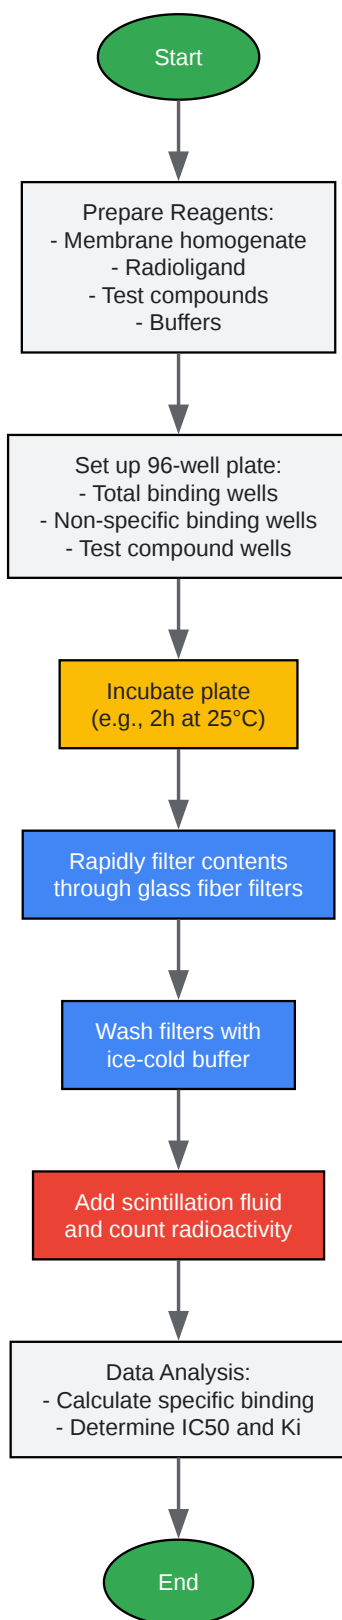 Start
Prepare Reagents:
- Membrane homogenate
- Radioligand
- Test compounds
- Buffers
Set up 96-well plate:
- Total binding wells
- Non-specific binding wells
- Test compound wells
Incubate plate
(e.g., 2h at 25°C)
Rapidly filter contents
through glass fiber filters
Wash filters with
ice-cold buffer
Add scintillation fluid
and count radioactivity
Data Analysis:
- Calculate specific binding
- Determine IC50 and Ki
End